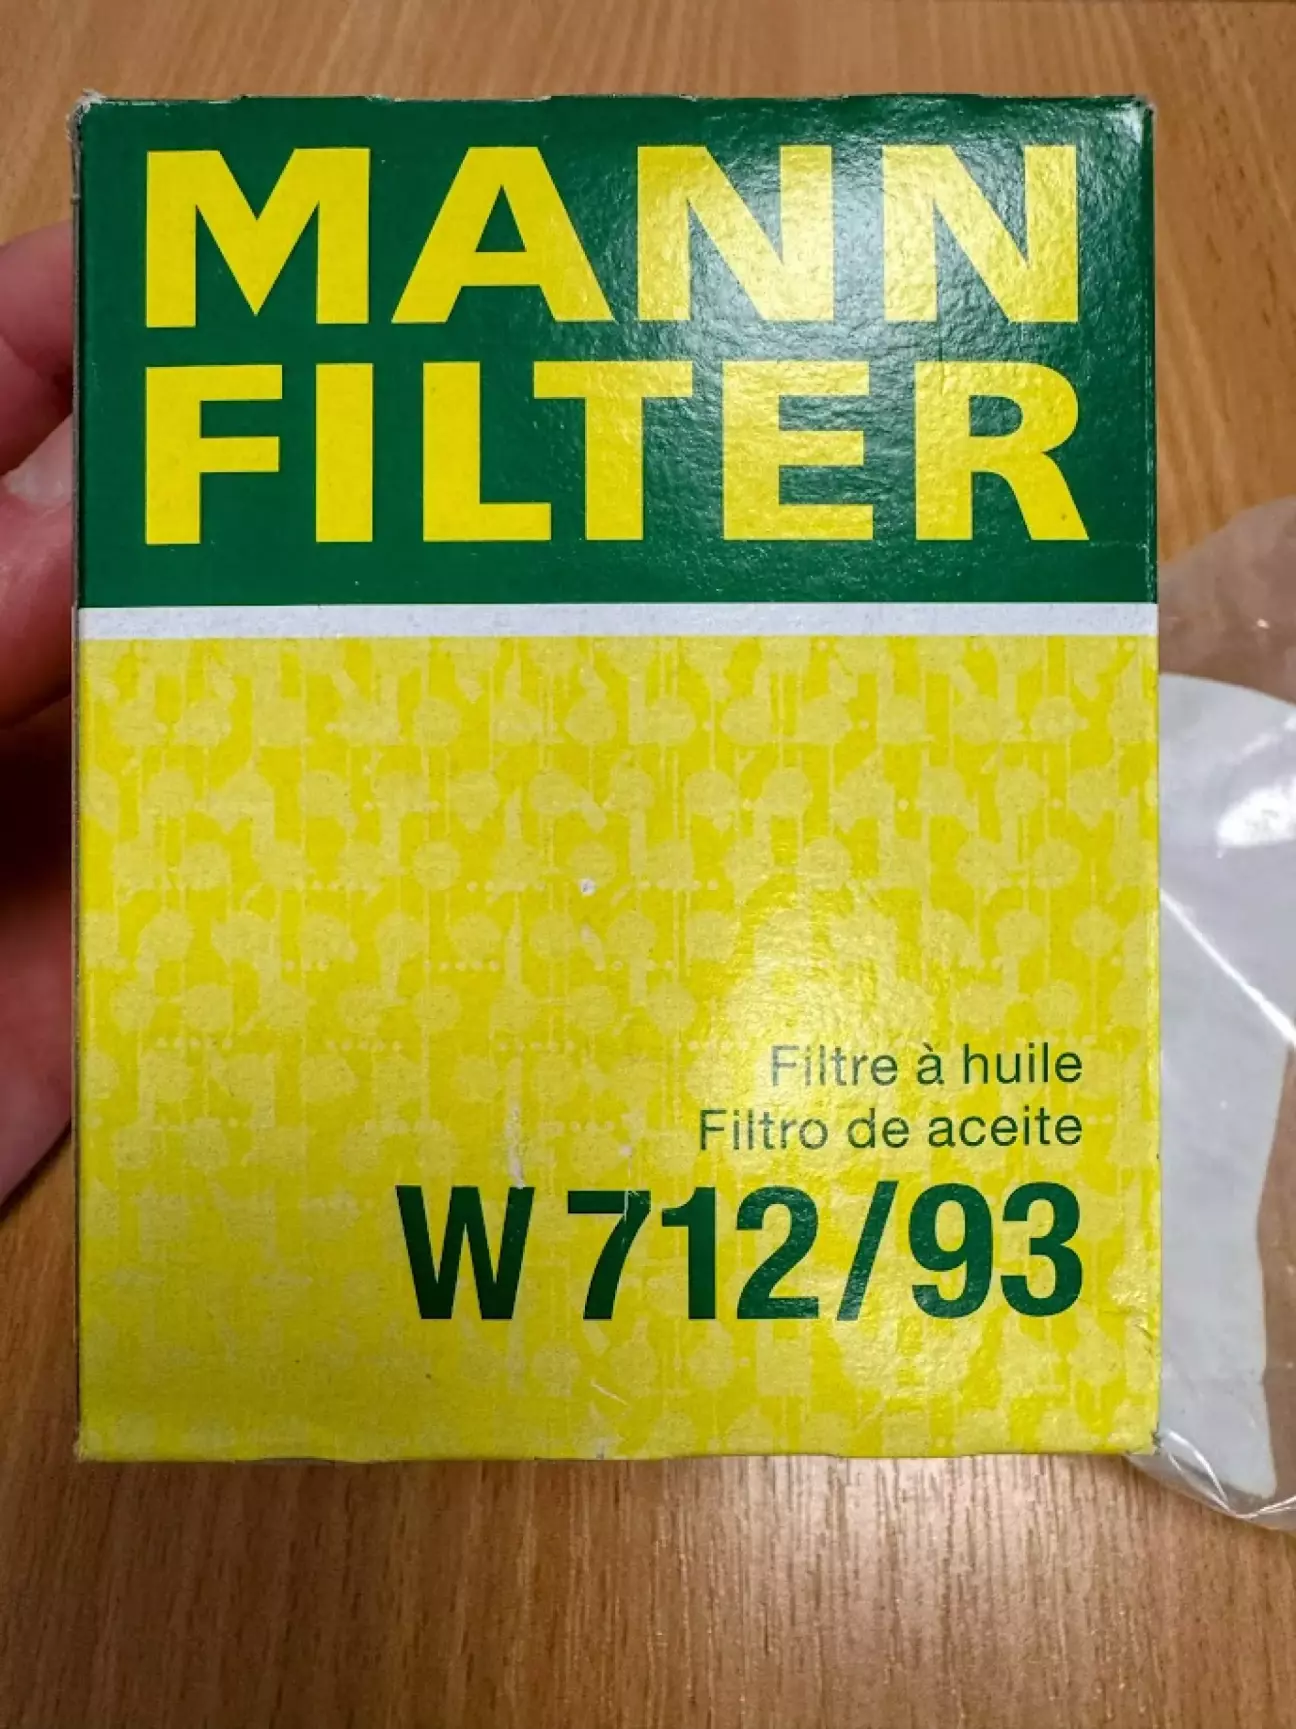 MANN
FILTER
Filtre à huile
Filtro de aceite
W 712/93